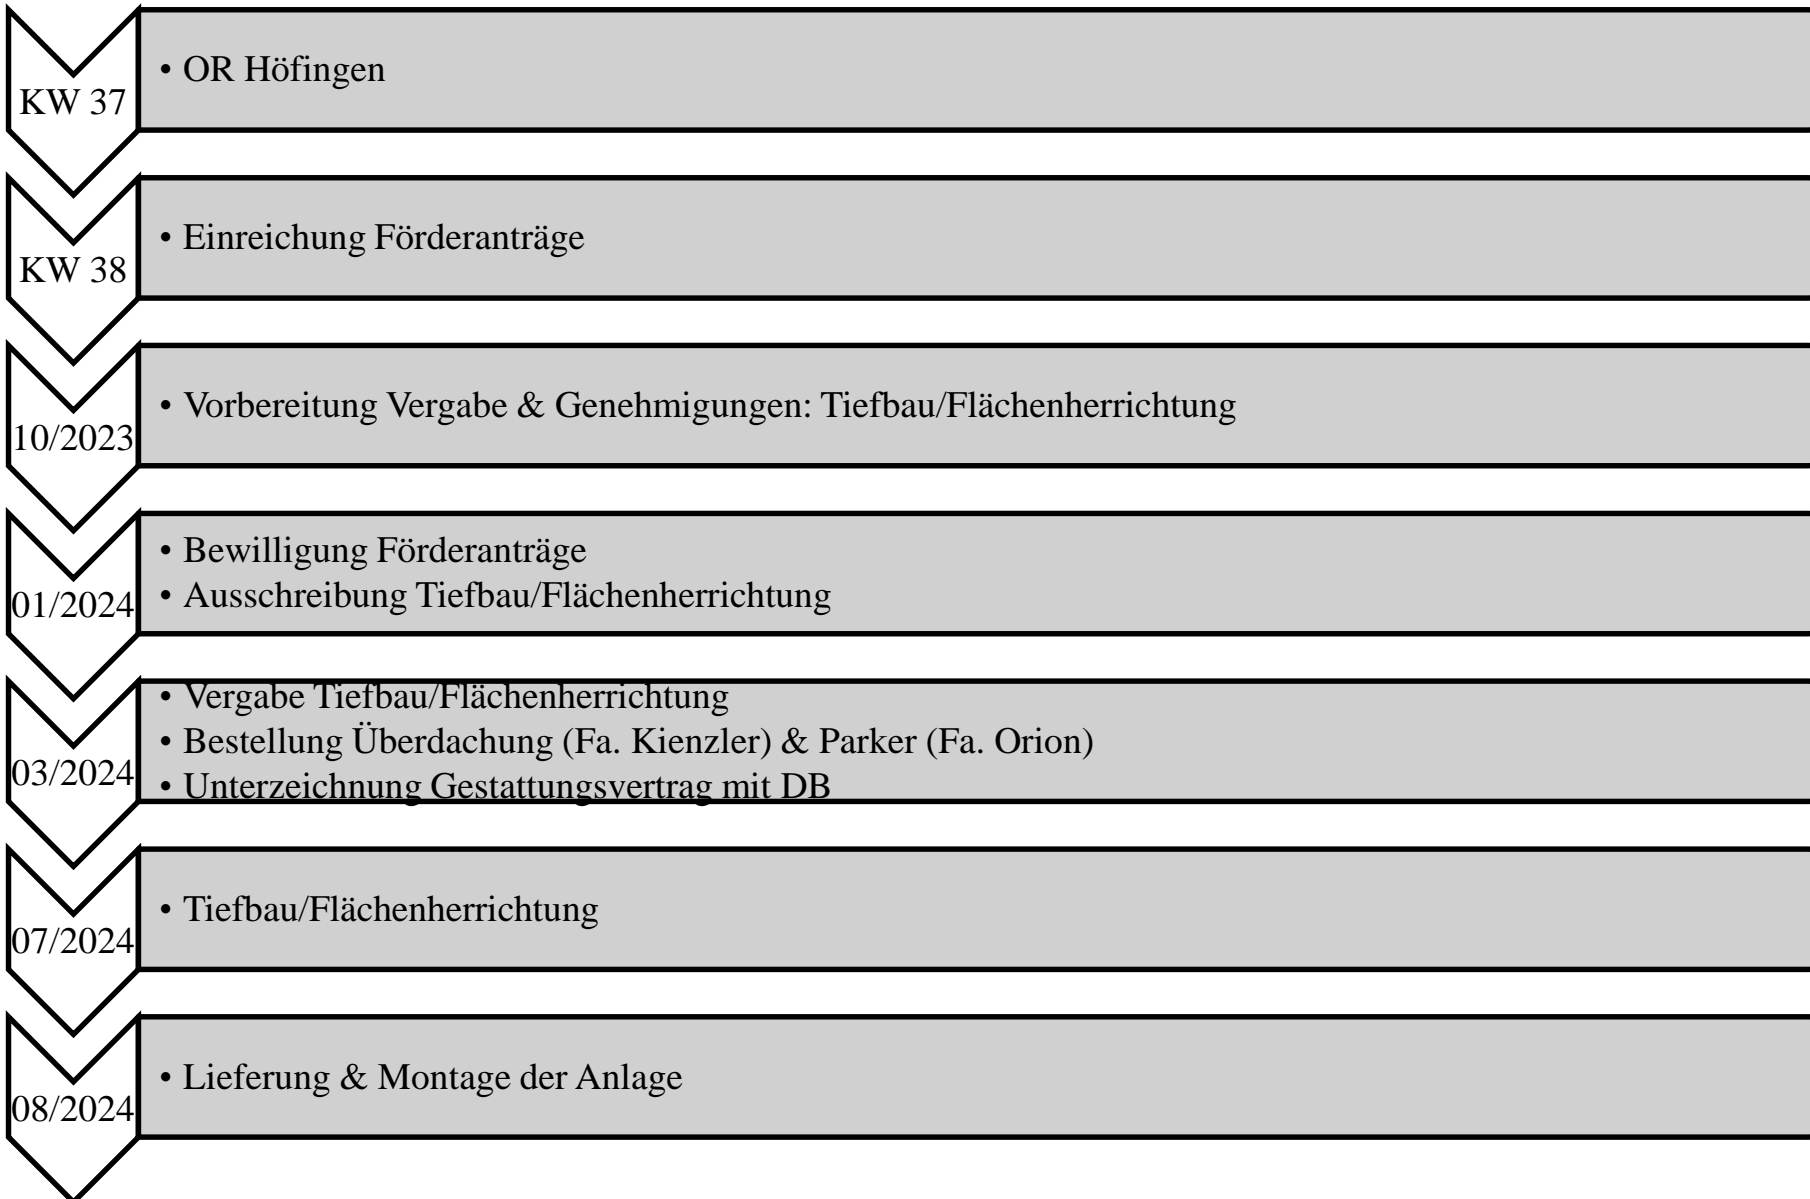 KW 37
• OR Höfingen
KW 38
• Einreichung Förderanträge
10/2023
• Vorbereitung Vergabe & Genehmigungen: Tiefbau/Flächenherrichtung
01/2024
• Bewilligung Förderanträge
• Ausschreibung Tiefbau/Flächenherrichtung
03/2024
• Vergabe Tiefbau/Flächenherrichtung
• Bestellung Überdachung (Fa. Kienzler) & Parker (Fa. Orion)
• Unterzeichnung Gestattungsvertrag mit DB
07/2024
• Tiefbau/Flächenherrichtung
08/2024
• Lieferung & Montage der Anlage